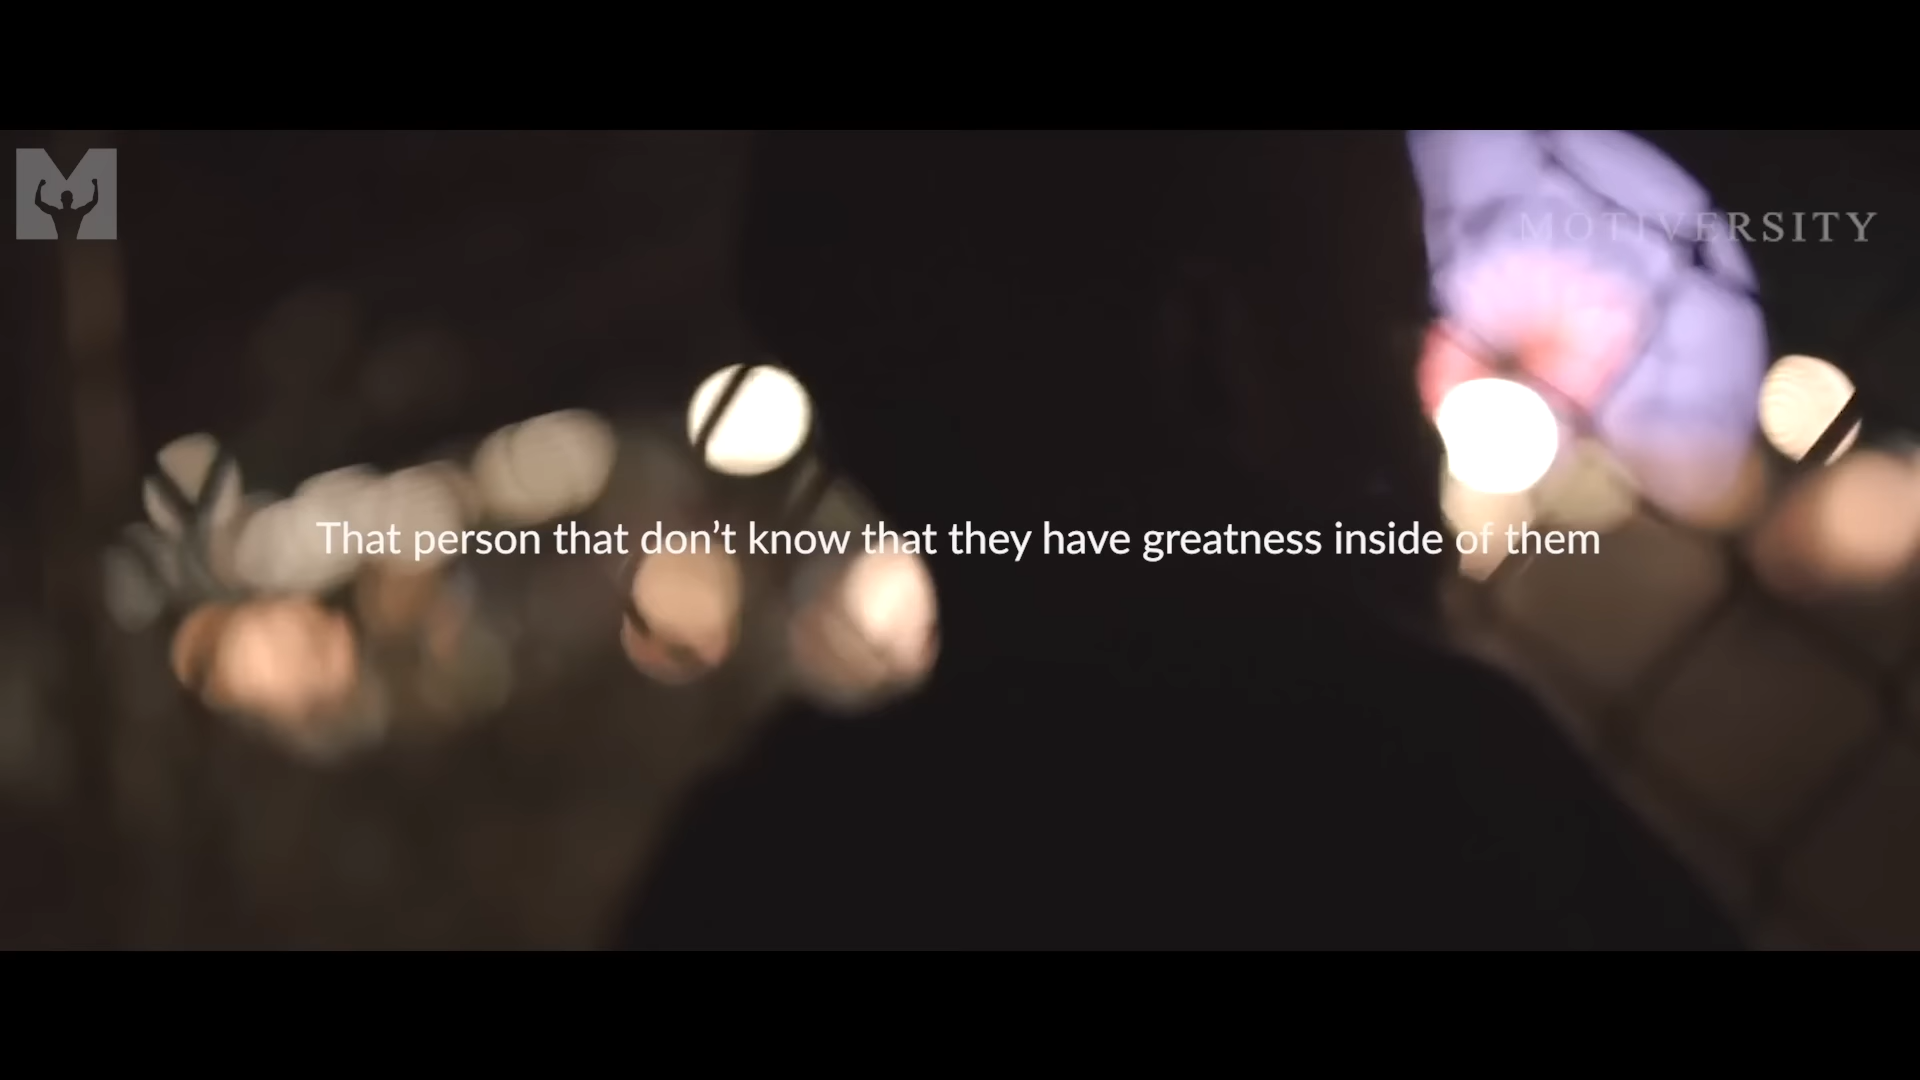 MOTIVERSITY
That person that don’t know that they have greatness inside of them